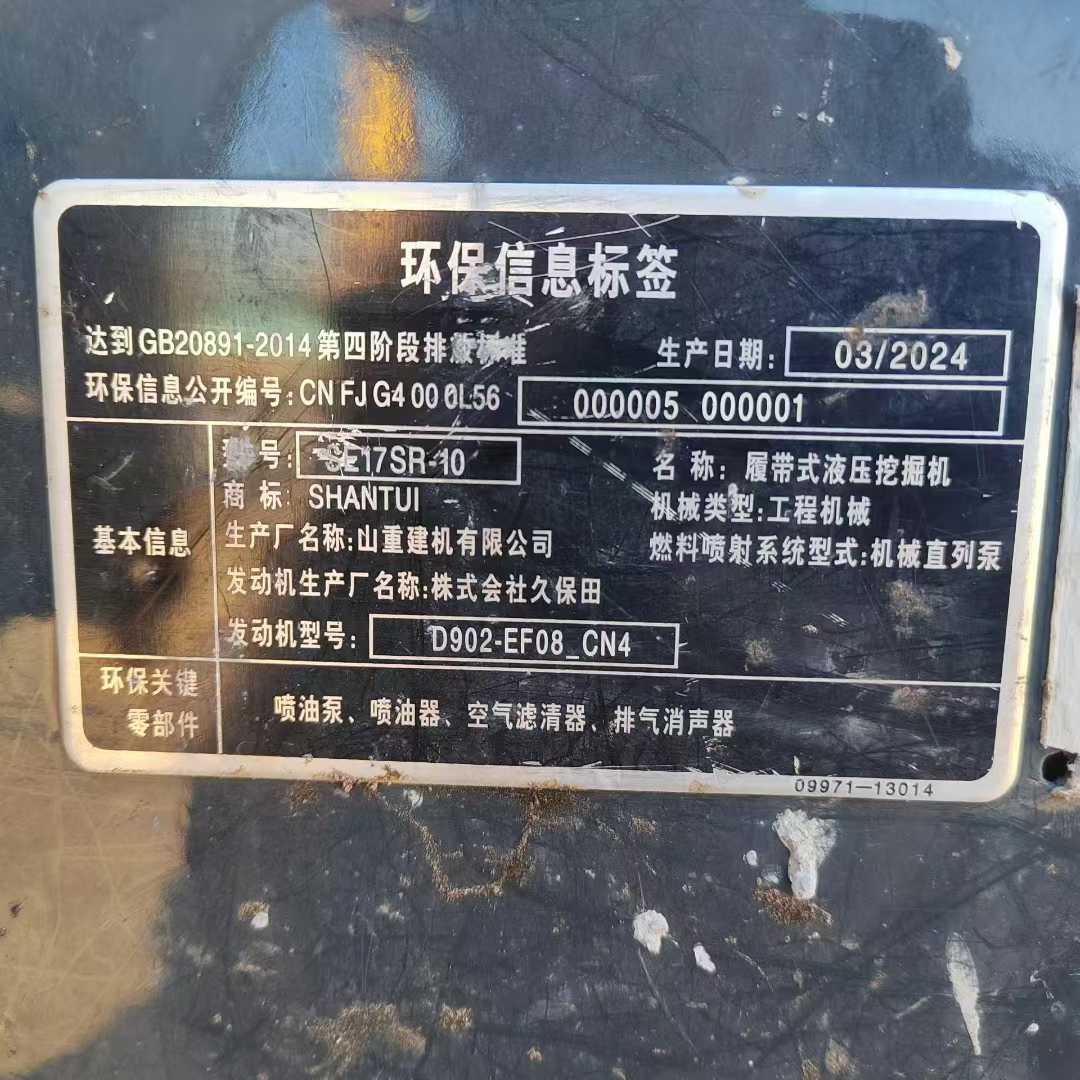 环保信息标签
达到GB20891-2014第四阶段排放标准 生产日期: 03/2024
环保信息公开编号:CN FJ G4 00 0L56 000005 000001
基本信息
型号: SE17SR-10 名称: 履带式液压挖掘机
商标: SHANTUI 机械类型:工程机械
生产厂名称:山重建机有限公司 燃料喷射系统型式:机械直列泵
发动机生产厂名称:株式会社久保田
发动机型号: D902-EF08_CN4
环保关键
零部件
喷油泵、喷油器、空气滤清器、排气消声器
09971-13014